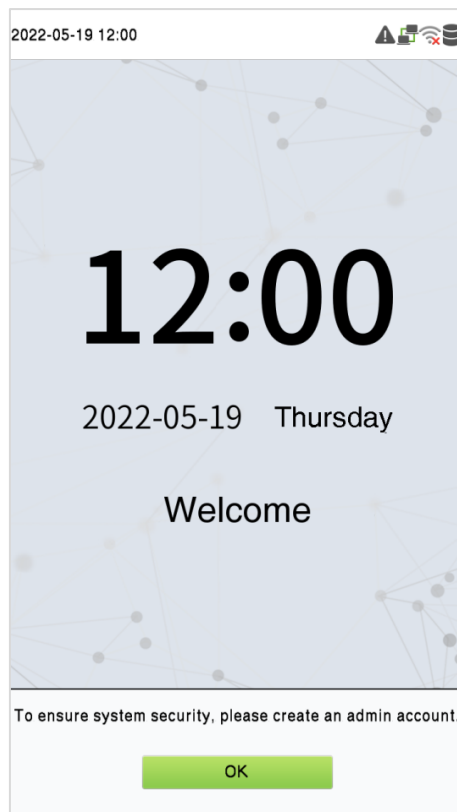 2022-05-19 12:00
12:00
2022-05-19 Thursday
Welcome
To ensure system security, please create an admin account.
OK